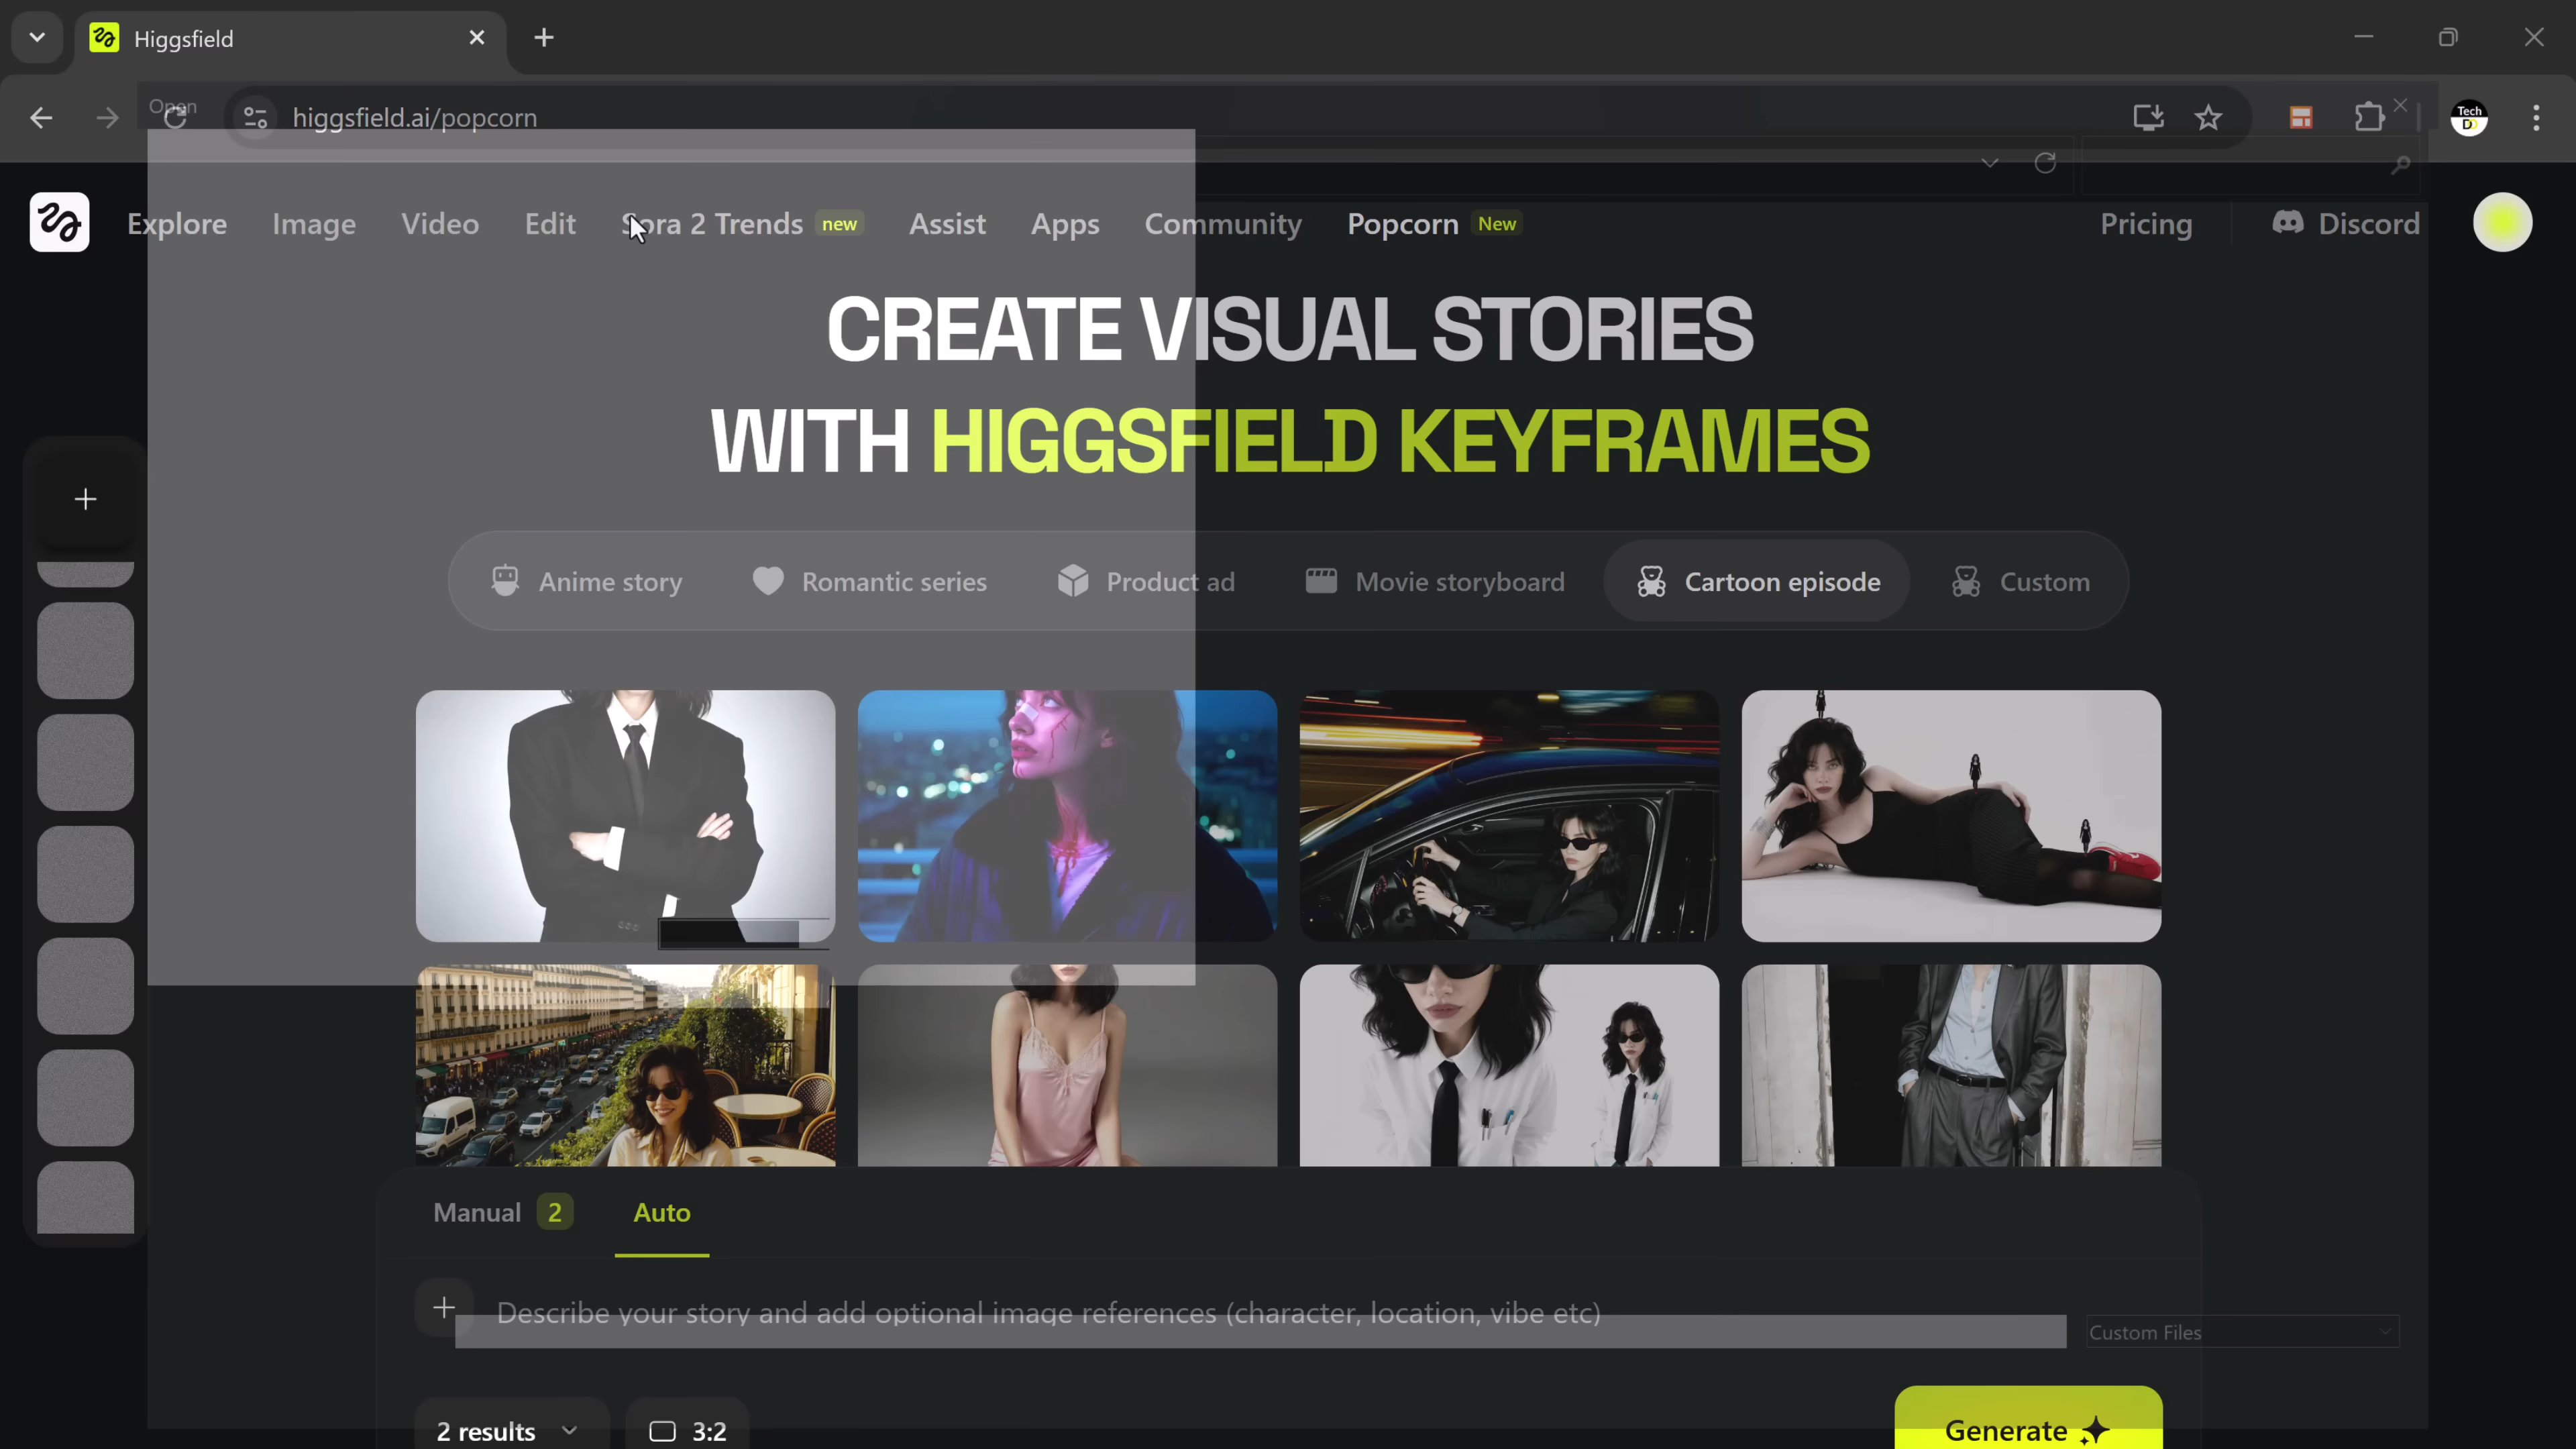 Higgsfield
Open
higgsfield.ai/popcorn
Tech
D
Explore Image Video Edit Sora 2 Trends new Assist Apps Community Popcorn New Pricing Discord
CREATE VISUAL STORIES
WITH HIGGSFIELD KEYFRAMES
Anime story Romantic series Product ad Movie storyboard Cartoon episode Custom
Manual 2 Auto
Describe your story and add optional image references (character, location, vibe etc)
Custom Files
2 results 3:2 Generate